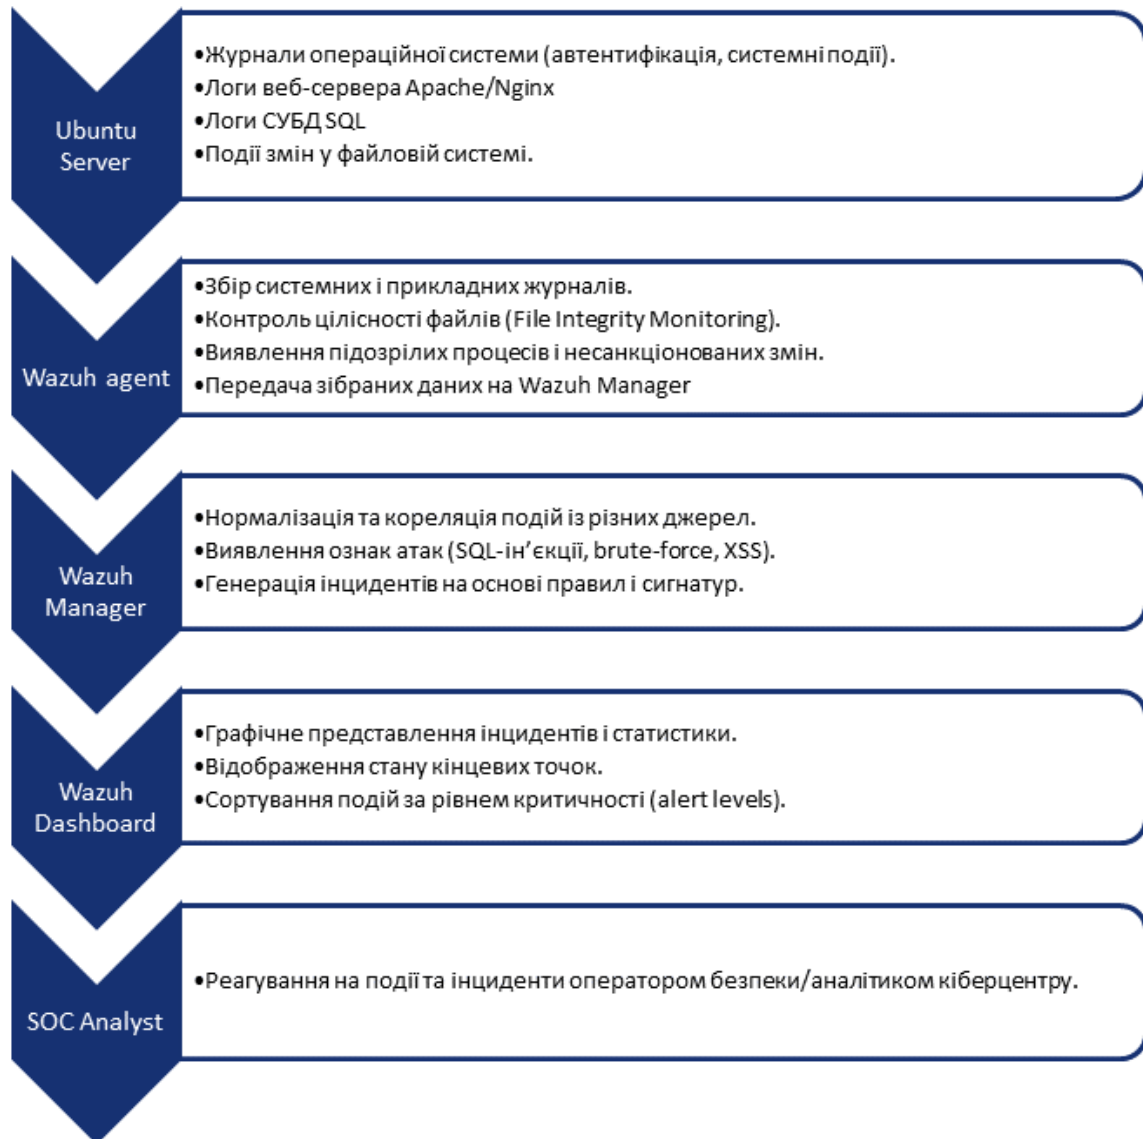 Ubuntu
Server
•Журнали операційної системи (автентифікація, системні події).
•Логи веб-сервера Apache/Nginx
•Логи СУБД SQL
•Події змін у файловій системі.
Wazuh agent
•Збір системних і прикладних журналів.
•Контроль цілісності файлів (File Integrity Monitoring).
•Виявлення підозрілих процесів і несанкціонованих змін.
•Передача зібраних даних на Wazuh Manager
Wazuh
Manager
•Нормалізація та кореляція подій із різних джерел.
•Виявлення ознак атак (SQL-ін’єкції, brute-force, XSS).
•Генерація інцидентів на основі правил і сигнатур.
Wazuh
Dashboard
•Графічне представлення інцидентів і статистики.
•Відображення стану кінцевих точок.
•Сортування подій за рівнем критичності (alert levels).
SOC Analyst
•Реагування на події та інциденти оператором безпеки/аналітиком кіберцентру.